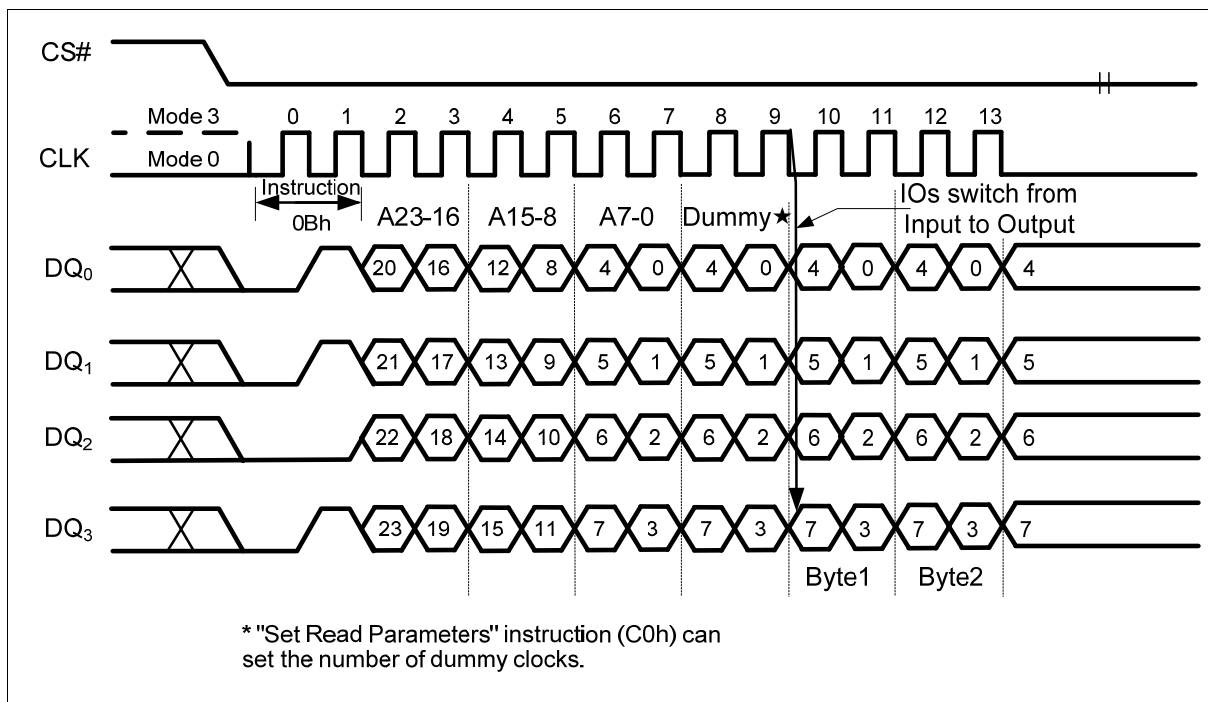 CS#
Mode 3
0 1 2 3 4 5 6 7 8 9 10 11 12 13
CLK
Mode 0
Instruction
0Bh
A23-16 A15-8 A7-0 Dummy★
IOs switch from
Input to Output
DQ₀ 20 16 12 8 4 0 4 0 4 0 4 0 4
DQ₁ 21 17 13 9 5 1 5 1 5 1 5 1 5
DQ₂ 22 18 14 10 6 2 6 2 6 2 6 2 6
DQ₃ 23 19 15 11 7 3 7 3 7 3 7 3 7
Byte1 Byte2
* "Set Read Parameters" instruction (C0h) can
set the number of dummy clocks.